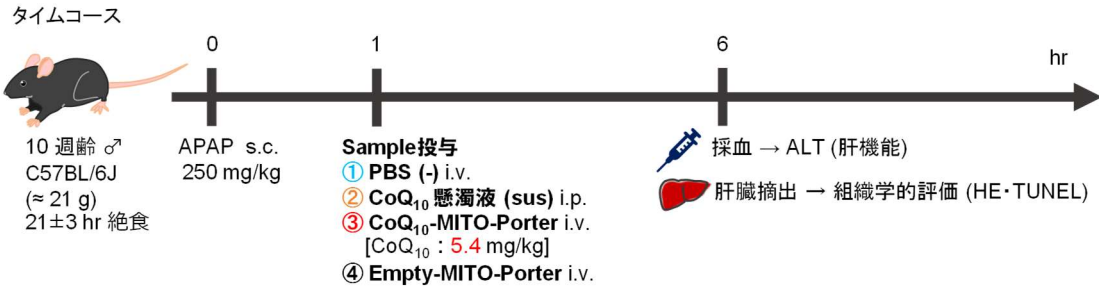 タイムコース
0
1
6
hr
10 週齢 ♂
C57BL/6J
(≈ 21 g)
21±3 hr 絶食
APAP s.c.
250 mg/kg
Sample投与
① PBS (-) i.v.
② CoQ10 懸濁液 (sus) i.p.
③ CoQ10-MITO-Porter i.v.
[CoQ10 : 5.4 mg/kg]
④ Empty-MITO-Porter i.v.
採血 → ALT (肝機能)
肝臓摘出 → 組織学的評価 (HE・TUNEL)